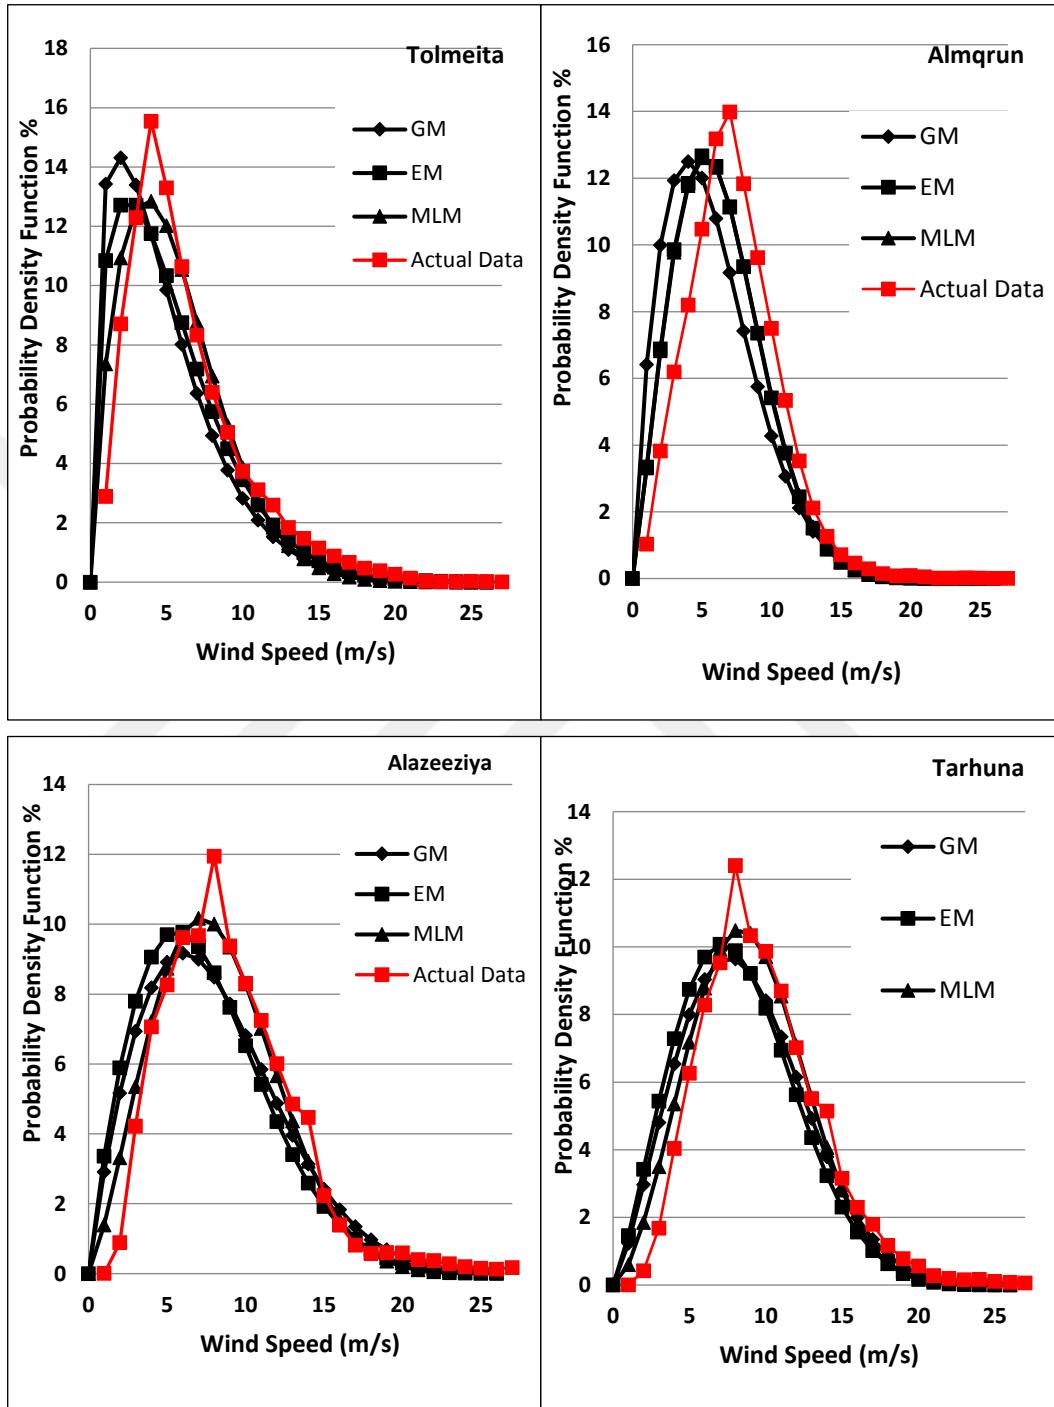 Tolmeita
Probability Density Function %
18
16
14
12
10
8
6
4
2
0
GM
EM
MLM
Actual Data
0 5 10 15 20 25
Wind Speed (m/s)
Almqrun
Probability Density Function %
16
14
12
10
8
6
4
2
0
GM
EM
MLM
Actual Data
0 5 10 15 20 25
Wind Speed (m/s)
Alazeeziya
Probability Density Function %
14
12
10
8
6
4
2
0
GM
EM
MLM
Actual Data
0 5 10 15 20 25
Wind Speed (m/s)
Tarhuna
Probability Density Function %
14
12
10
8
6
4
2
0
GM
EM
MLM
0 5 10 15 20 25
Wind Speed (m/s)